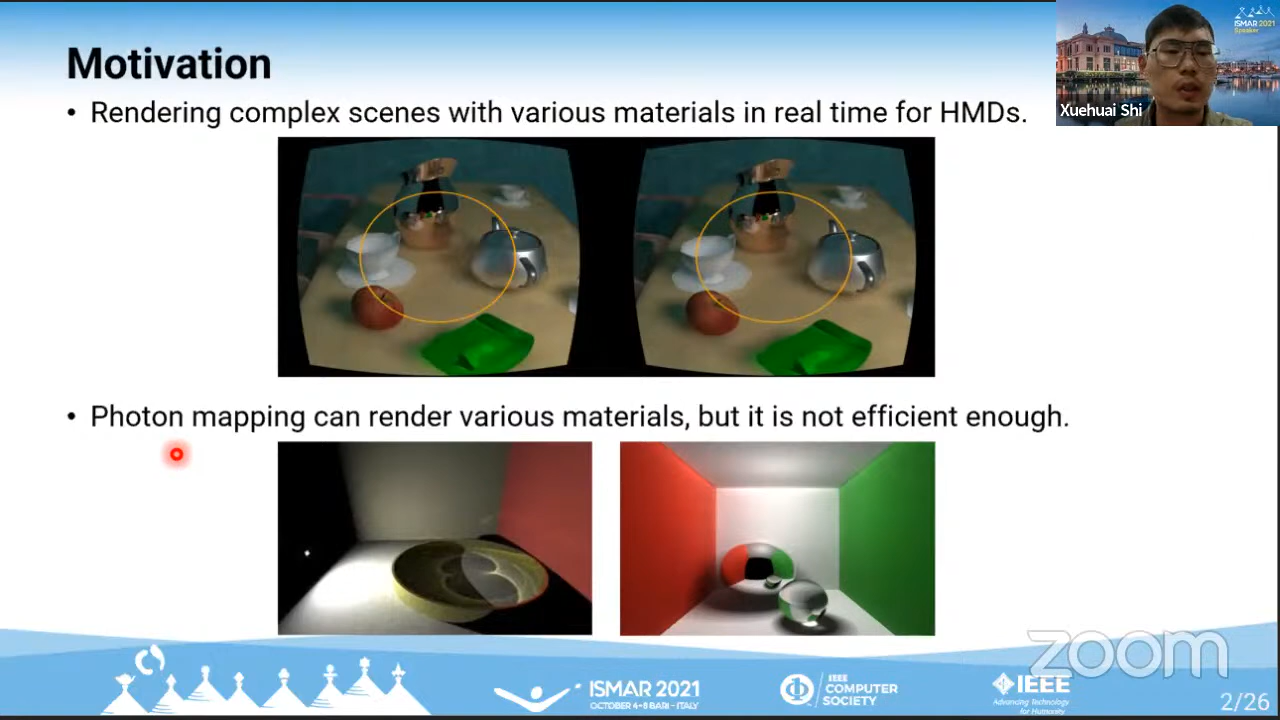 Motivation
• Rendering complex scenes with various materials in real time for HMDs.
• Photon mapping can render various materials, but it is not efficient enough.
ISMAR 2021
Speaker
Xuehuai Shi
zoom
ISMAR 2021
OCTOBER 4-8 BARI - ITALY
IEEE
COMPUTER
SOCIETY
IEEE
Advancing Technology
for Humanity
2/26